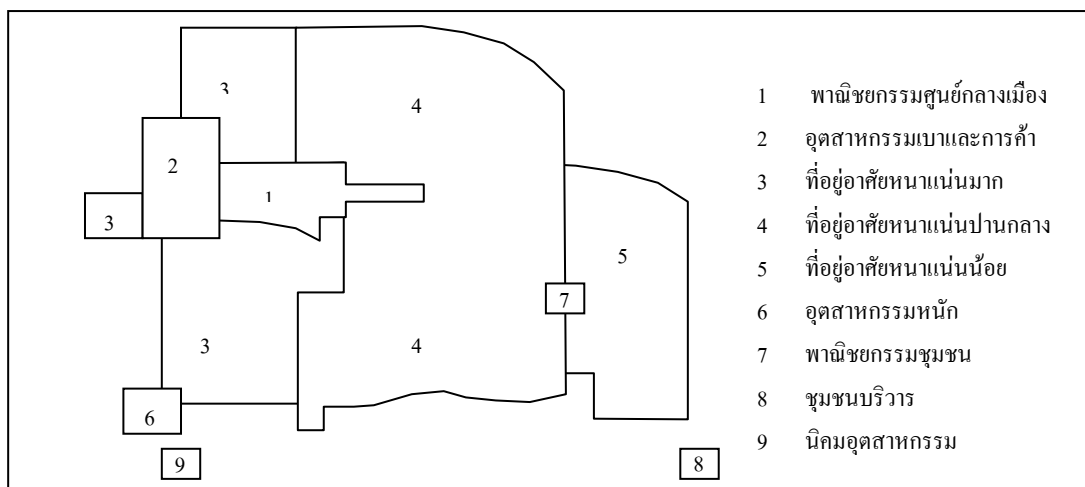 3
4
2
3
1
5
7
3
4
6
9
8
1 พาณิชยกรรมศูนย์กลางเมือง
2 อุตสาหกรรมเบาและการค้า
3 ที่อยู่อาศัยหนาแน่นมาก
4 ที่อยู่อาศัยหนาแน่นปานกลาง
5 ที่อยู่อาศัยหนาแน่นน้อย
6 อุตสาหกรรมหนัก
7 พาณิชยกรรมชุมชน
8 ชุมชนบริวาร
9 นิคมอุตสาหกรรม